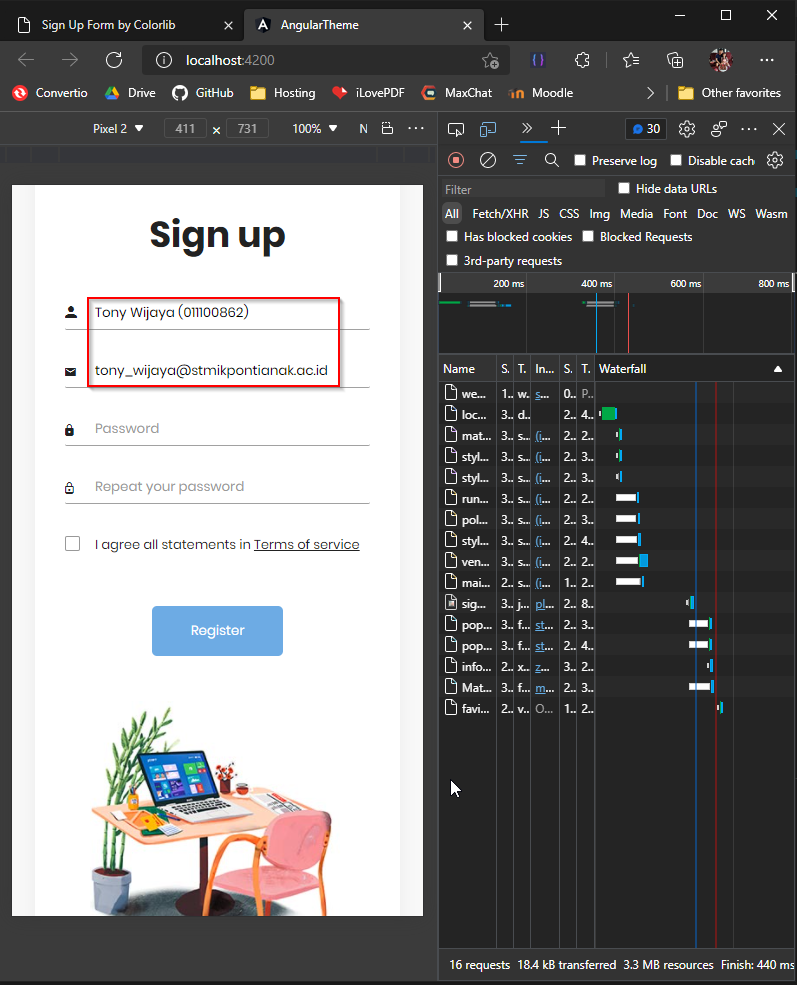 Sign Up Form by Colorlib
AngularTheme
localhost:4200
Convertio Drive GitHub Hosting iLovePDF MaxChat Moodle Other favorites
Pixel 2 411 x 731 100% N
30
Preserve log Disable cach
Filter Hide data URLs
All Fetch/XHR JS CSS Img Media Font Doc WS Wasm
Has blocked cookies Blocked Requests
3rd-party requests
200 ms 400 ms 600 ms 800 ms
Name S. T. In... S. T. Waterfall
we... 1.. w.. s... 0.. P..
loc... 3.. d.. 2.. 4..
mat... 3.. s... (i... 2.. 3..
styl... 3.. s... (i... 2.. 3..
styl... 3.. s... (i... 2.. 3..
run... 3.. s... (i... 2.. 2..
pol... 3.. s... (i... 2.. 3..
styl... 3.. s... (i... 2.. 4..
ven... 3.. s... (i... 2.. 2..
mai... 2.. s... (i... 1.. 2..
sig... 3.. j... pl... 2.. 8..
pop... 3.. f... st... 2.. 3..
pop... 3.. f... st... 2.. 4..
info... 2.. x.. z... 3.. 2..
Mat... 3.. f... m... 2.. 3..
favi... 2.. v.. O... 1.. 2..
16 requests 18.4 kB transferred 3.3 MB resources Finish: 440 ms
Sign up
Tony Wijaya (011100862)
tony_wijaya@stmikpontianak.ac.id
Password
Repeat your password
I agree all statements in Terms of service
Register